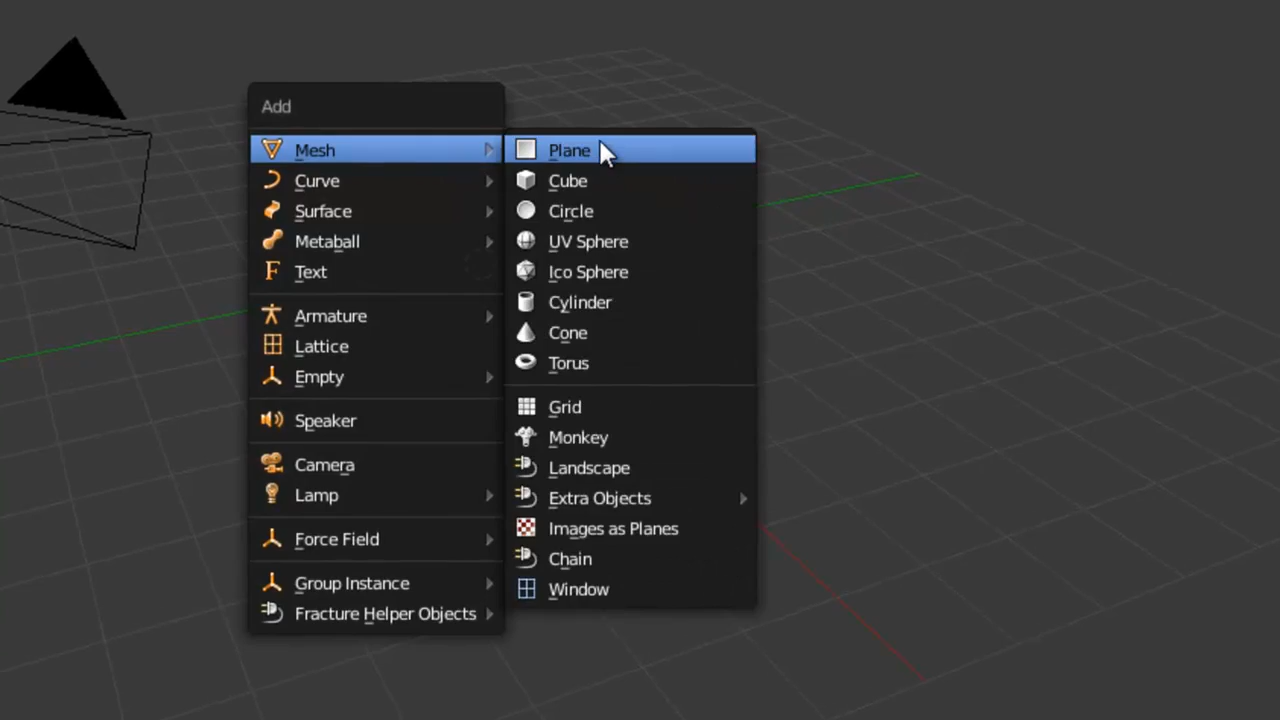 Add
Mesh
Curve
Surface
Metaball
Text
Armature
Lattice
Empty
Speaker
Camera
Lamp
Force Field
Group Instance
Fracture Helper Objects
Plane
Cube
Circle
UV Sphere
Ico Sphere
Cylinder
Cone
Torus
Grid
Monkey
Landscape
Extra Objects
Images as Planes
Chain
Window